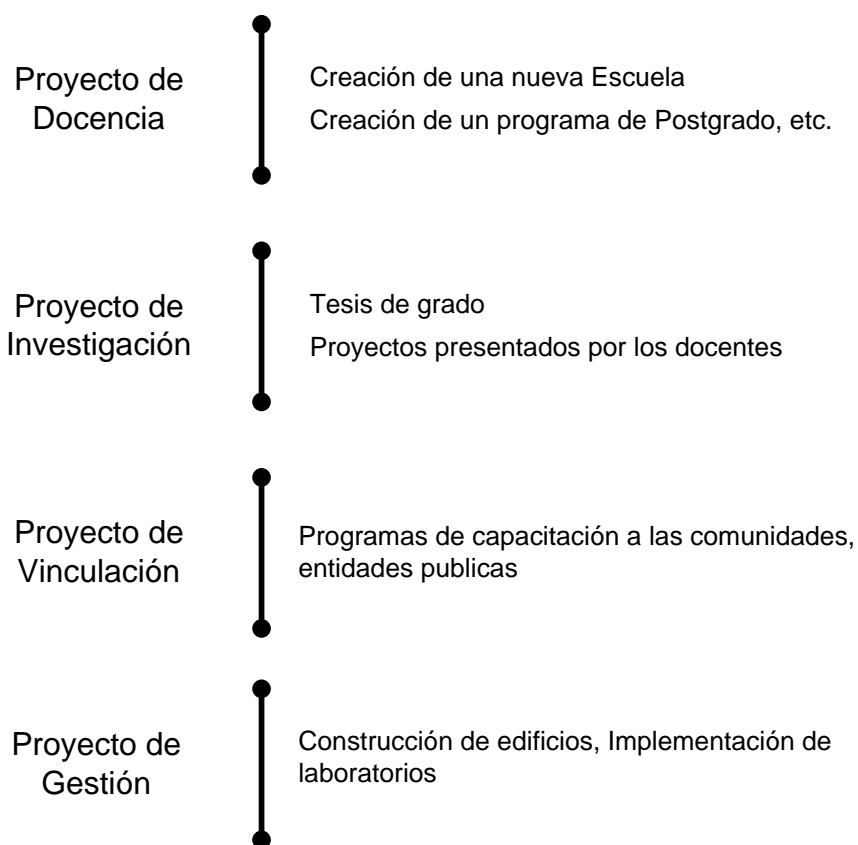 Proyecto de
Docencia
Creación de una nueva Escuela
Creación de un programa de Postgrado, etc.
Proyecto de
Investigación
Tesis de grado
Proyectos presentados por los docentes
Proyecto de
Vinculación
Programas de capacitación a las comunidades,
entidades publicas
Proyecto de
Gestión
Construcción de edificios, Implementación de
laboratorios